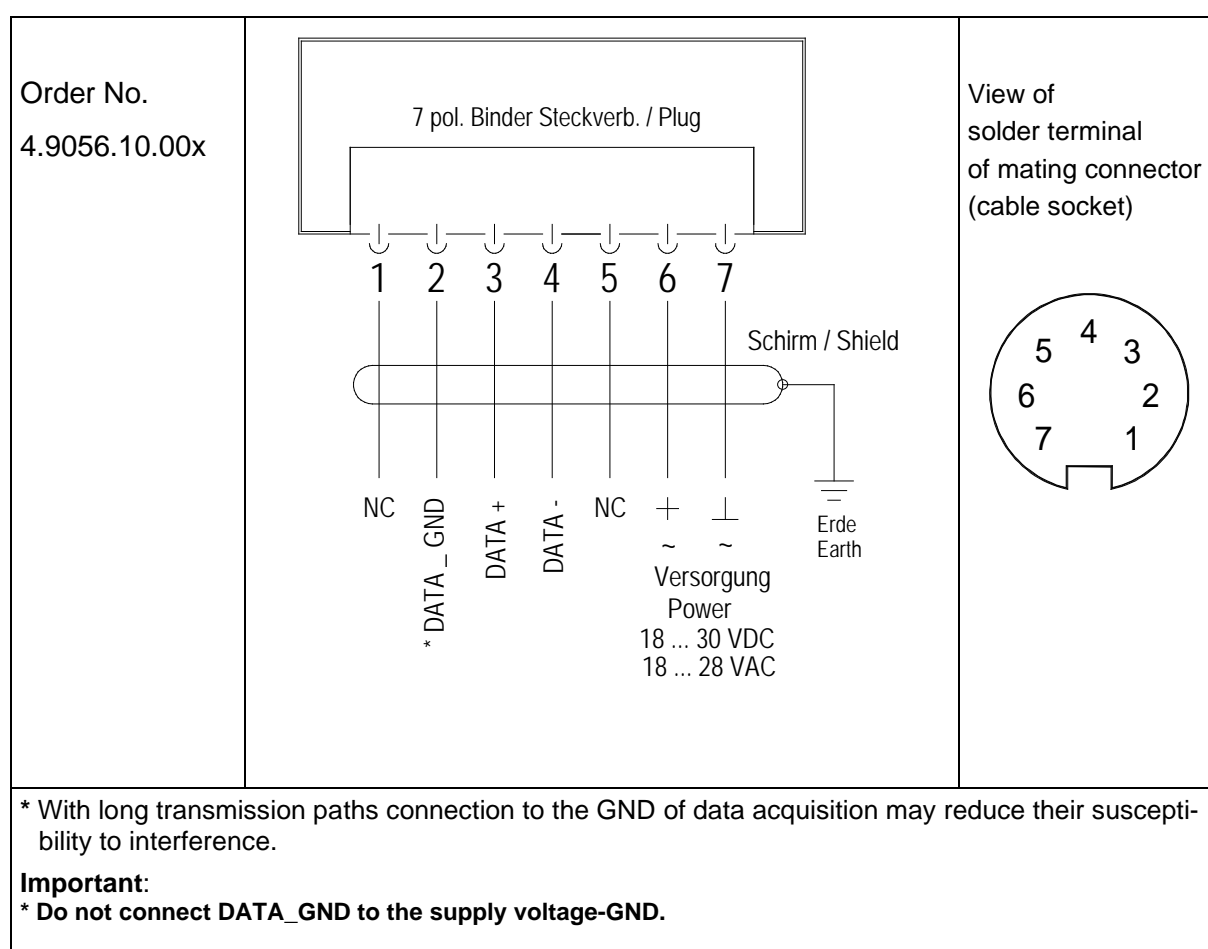 Order No.
4.9056.10.00x
7 pol. Binder Steckverb. / Plug
1 2 3 4 5 6 7
Schirm / Shield
NC
* DATA _ GND
DATA +
DATA -
NC
+
⊥
~ ~
Erde
Earth
Versorgung
Power
18 ... 30 VDC
18 ... 28 VAC
View of
solder terminal
of mating connector
(cable socket)
4
5 3
6 2
7 1
* With long transmission paths connection to the GND of data acquisition may reduce their suscepti-
bility to interference.
Important:
* Do not connect DATA_GND to the supply voltage-GND.